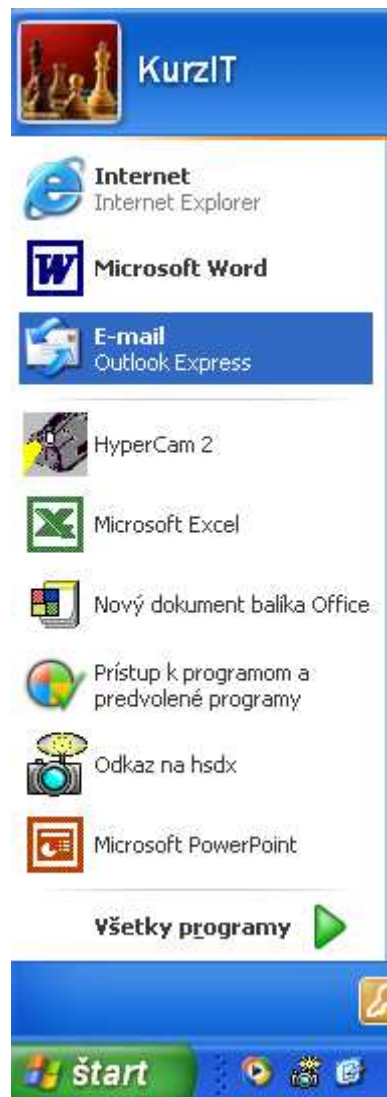 KurzIT
Internet
Internet Explorer
Microsoft Word
E-mail
Outlook Express
HyperCam 2
Microsoft Excel
Nový dokument balíka Office
Prístup k programom a
predvolené programy
Odkaz na hsdx
Microsoft PowerPoint
Všetky programy
štart